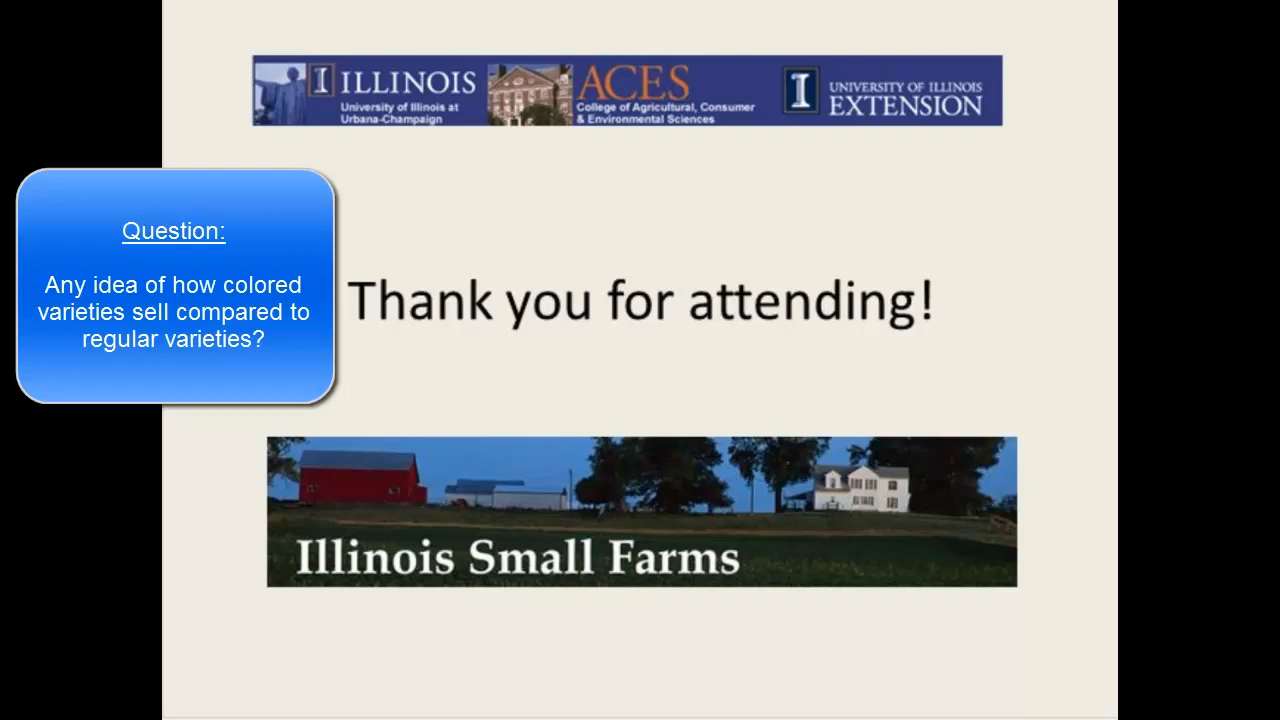 I ILLINOIS
University of Illinois at
Urbana-Champaign
ACES
College of Agricultural, Consumer
& Environmental Sciences
I
UNIVERSITY OF ILLINOIS
EXTENSION
Question:
Any idea of how colored
varieties sell compared to
regular varieties?
Thank you for attending!
Illinois Small Farms